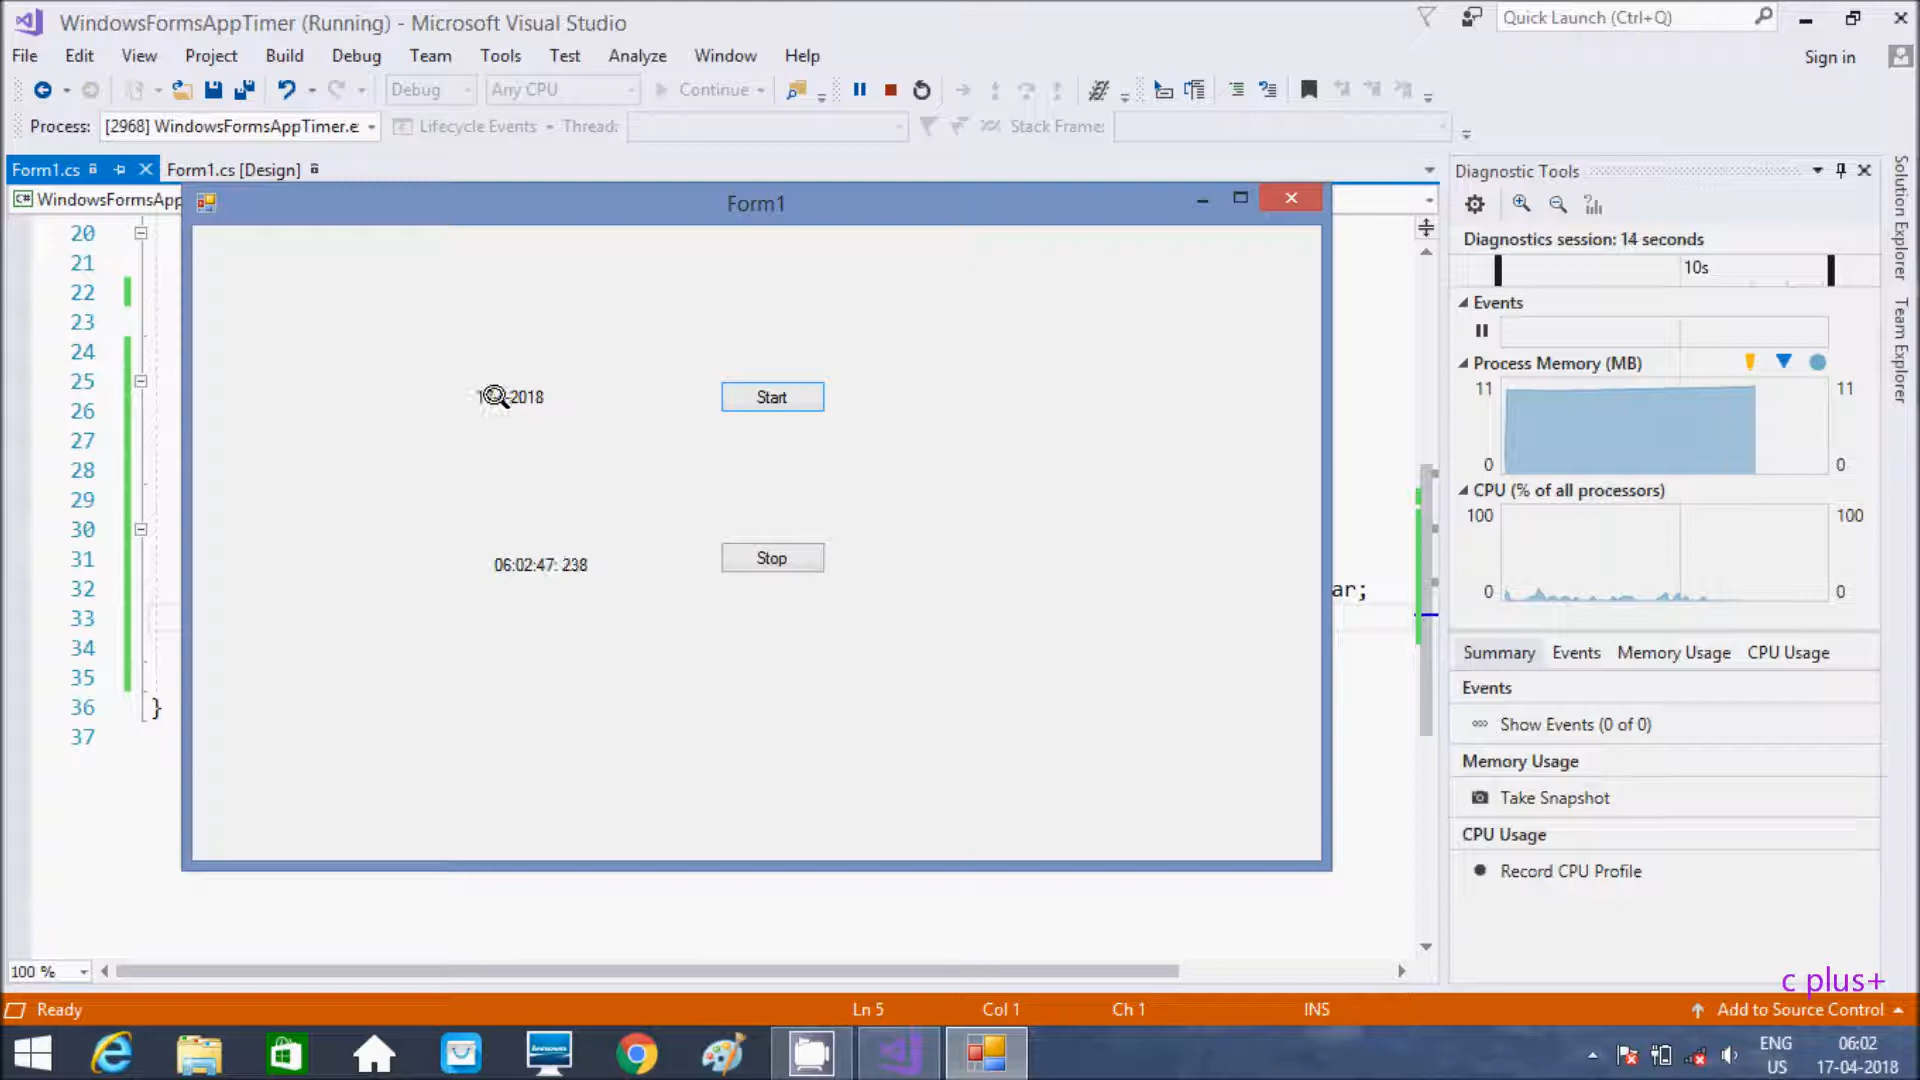 WindowsFormsAppTimer (Running) - Microsoft Visual Studio
Quick Launch (Ctrl+Q)
File Edit View Project Build Debug Team Tools Test Analyze Window Help
Sign in
Debug Any CPU Continue
Process: [2968] WindowsFormsAppTimer.e Lifecycle Events Thread: Stack Frame:
Form1.cs Form1.cs [Design]
WindowsFormsApp
Form1
20
21
22
23
24
25
26
27
28
29
30
31
32
33
34
35
36 }
37
-2018
Start
06:02:47: 238
Stop
ar;
Diagnostic Tools
Diagnostics session: 14 seconds
10s
Events
Process Memory (MB)
11 11
0 0
CPU (% of all processors)
100 100
0 0
Summary Events Memory Usage CPU Usage
Events
Show Events (0 of 0)
Memory Usage
Take Snapshot
CPU Usage
Record CPU Profile
Solution Explorer
Team Explorer
100 %
c plus+
Ready Ln 5 Col 1 Ch 1 INS Add to Source Control
ENG
US
06:02
17-04-2018